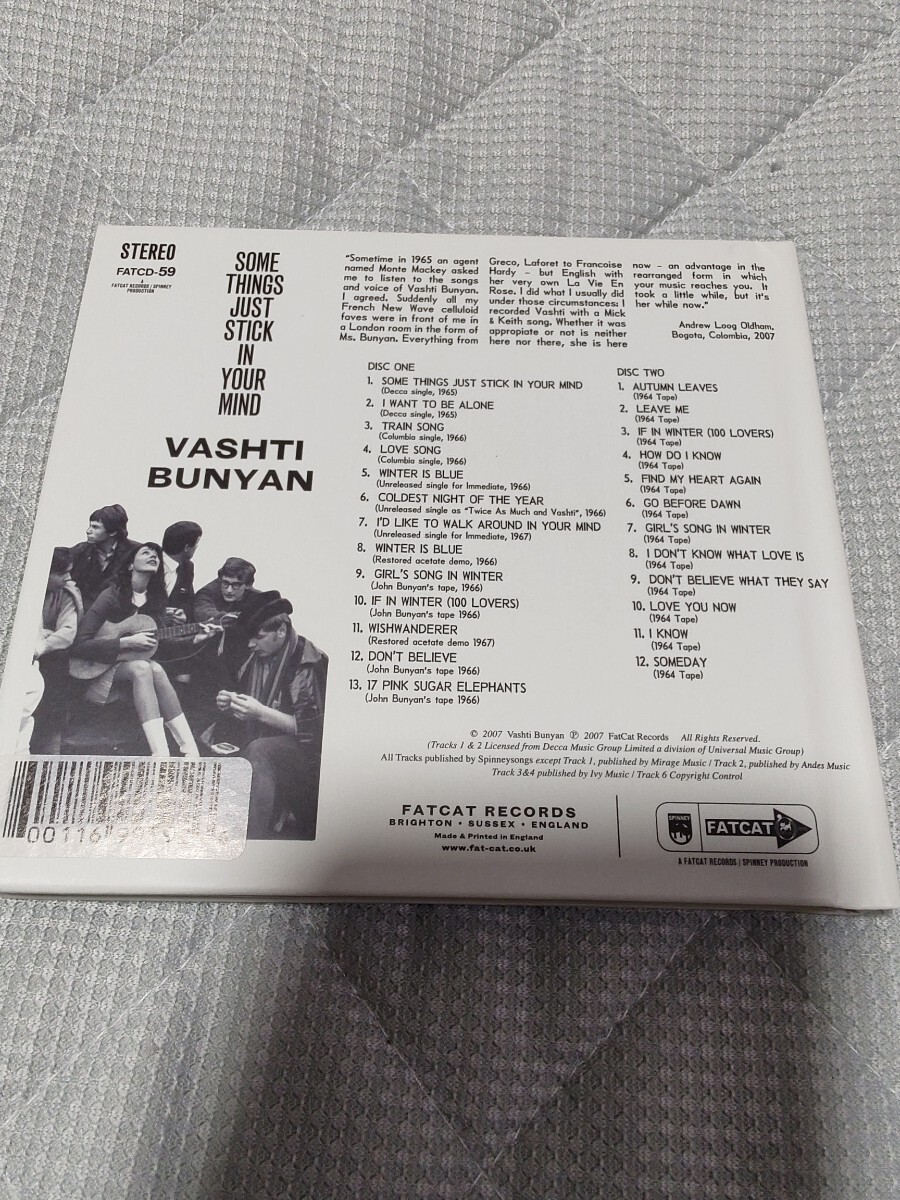 STEREO
FATCD-59
FATCAT RECORDS / SPINNEY
PRODUCTION
SOME
THINGS
JUST
STICK
IN
YOUR
MIND
VASHTI
BUNYAN
"Sometime in 1965 an agent
named Monte Mackey asked
me to listen to the songs
and voice of Vashti Bunyan.
I agreed. Suddenly all my
French New Wave celluloid
faves were in front of me in
a London room in the form of
Ms. Bunyan. Everything from
Greco, Laforet to Francoise
Hardy - but English with
her very own La Vie En
Rose. I did what I usually did
under those circumstances; I
recorded Vashti with a Mick
& Keith song. Whether it was
appropiate or not is neither
here nor there, she is here
now - an advantage in the
rearranged form in which
your music reaches you. It
took a little while, but it's
her while now."
Andrew Loog Oldham,
Bogota, Colombia, 2007
DISC ONE
1. SOME THINGS JUST STICK IN YOUR MIND
(Decca single, 1965)
2. I WANT TO BE ALONE
(Decca single, 1965)
3. TRAIN SONG
(Columbia single, 1966)
4. LOVE SONG
(Columbia single, 1966)
5. WINTER IS BLUE
(Unreleased single for Immediate, 1966)
6. COLDEST NIGHT OF THE YEAR
(Unreleased single as "Twice As Much and Vashti", 1966)
7. I'D LIKE TO WALK AROUND IN YOUR MIND
(Unreleased single for Immediate, 1967)
8. WINTER IS BLUE
(Restored acetate demo, 1966)
9. GIRL'S SONG IN WINTER
(John Bunyan's tape, 1966)
10. IF IN WINTER (100 LOVERS)
(John Bunyan's tape 1966)
11. WISHWANDERER
(Restored acetate demo 1967)
12. DON'T BELIEVE
(John Bunyan's tape 1966)
13. 17 PINK SUGAR ELEPHANTS
(John Bunyan's tape 1966)
DISC TWO
1. AUTUMN LEAVES
(1964 Tape)
2. LEAVE ME
(1964 Tape)
3. IF IN WINTER (100 LOVERS)
(1964 Tape)
4. HOW DO I KNOW
(1964 Tape)
5. FIND MY HEART AGAIN
(1964 Tape)
6. GO BEFORE DAWN
(1964 Tape)
7. GIRL'S SONG IN WINTER
(1964 Tape)
8. I DON'T KNOW WHAT LOVE IS
(1964 Tape)
9. DON'T BELIEVE WHAT THEY SAY
(1964 Tape)
10. LOVE YOU NOW
(1964 Tape)
11. I KNOW
(1964 Tape)
12. SOMEDAY
(1964 Tape)
© 2007 Vashti Bunyan ℗ 2007 FatCat Records All Rights Reserved.
(Tracks 1 & 2 Licensed from Decca Music Group Limited a division of Universal Music Group)
All Tracks published by Spinneysongs except Track 1, published by Mirage Music / Track 2, published by Andes Music
Track 3&4 published by Ivy Music / Track 6 Copyright Control
FATCAT RECORDS
BRIGHTON • SUSSEX • ENGLAND
Made & Printed in England
www.fat-cat.co.uk
SPINNEY
FATCAT
A FATCAT RECORDS / SPINNEY PRODUCTION